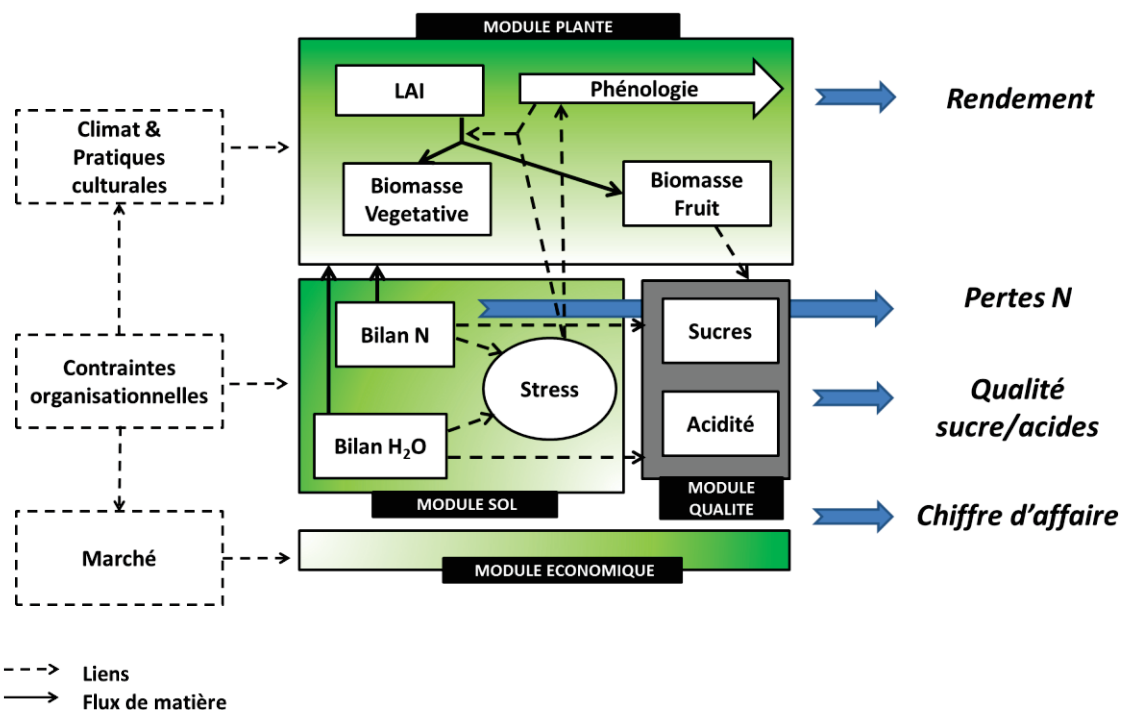 MODULE PLANTE
LAI
Phénologie
Rendement
Climat &
Pratiques
culturales
Biomasse
Vegetative
Biomasse
Fruit
Pertes N
Bilan N
Sucres
Contraintes
organisationnelles
Stress
Qualité
sucre/acides
Bilan H₂O
Acidité
MODULE SOL
MODULE
QUALITE
Chiffre d’affaire
Marché
MODULE ECONOMIQUE
Liens
Flux de matière